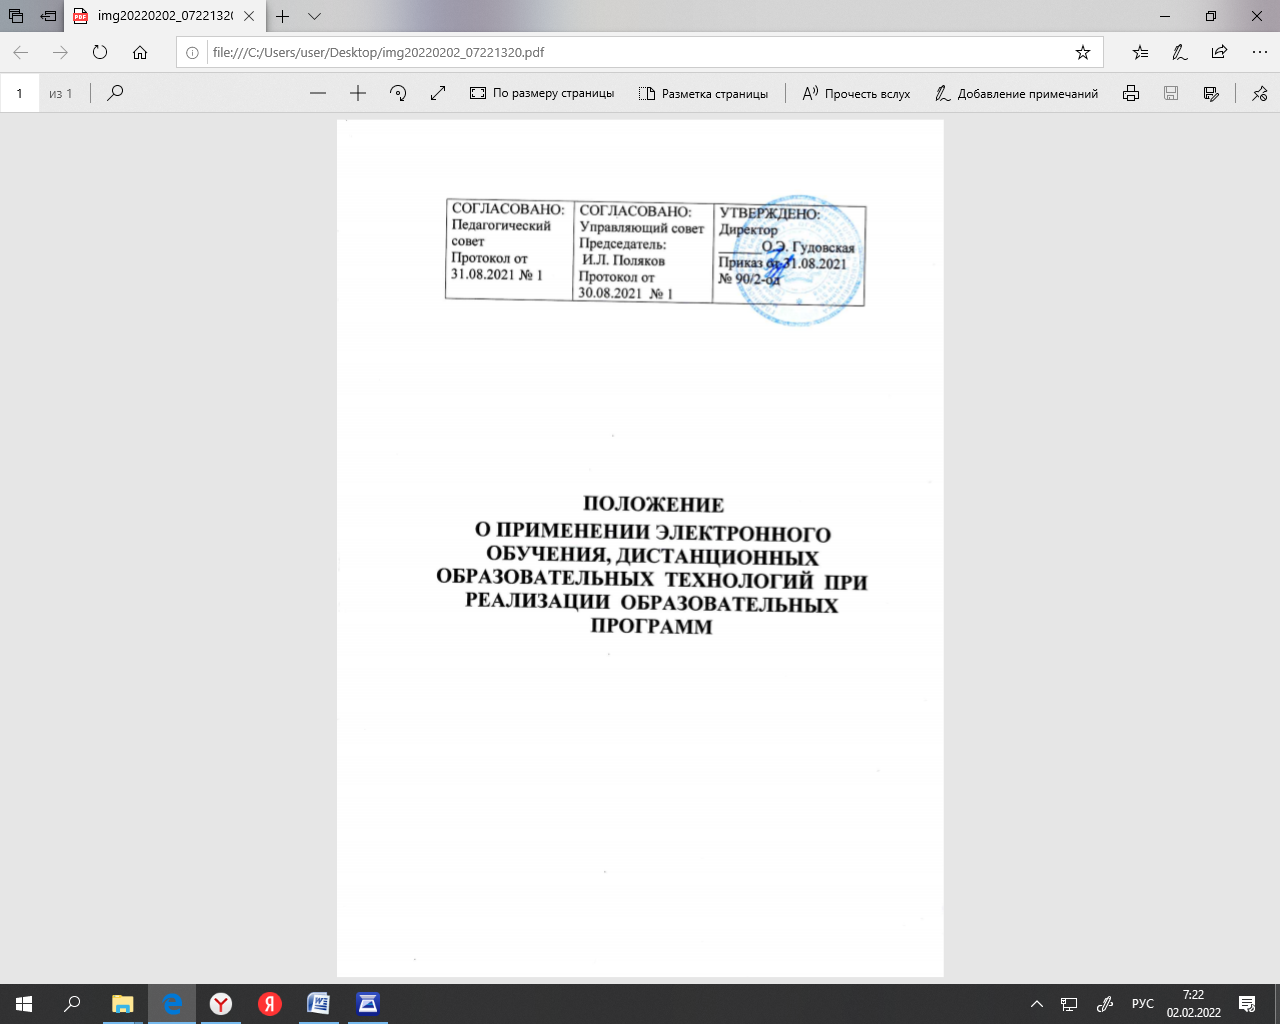 img20220202_0722132(
file:///C:/Users/user/Desktop/img20220202_07221320.pdf
1 из 1 По размеру страницы Разметка страницы Прочесть вслух Добавление примечаний
СОГЛАСОВАНО:
Педагогический
совет
Протокол от
31.08.2021 № 1
СОГЛАСОВАНО:
Управляющий совет
Председатель:
И.Л. Поляков
Протокол от
30.08.2021 № 1
УТВЕРЖДЕНО:
Директор
______О.Э. Гудовская
Приказ от 31.08.2021
№ 90/2-од
ПОЛОЖЕНИЕ
О ПРИМЕНЕНИИ ЭЛЕКТРОННОГО
ОБУЧЕНИЯ, ДИСТАНЦИОННЫХ
ОБРАЗОВАТЕЛЬНЫХ ТЕХНОЛОГИЙ ПРИ
РЕАЛИЗАЦИИ ОБРАЗОВАТЕЛЬНЫХ
ПРОГРАММ
РУС
7:22
02.02.2022